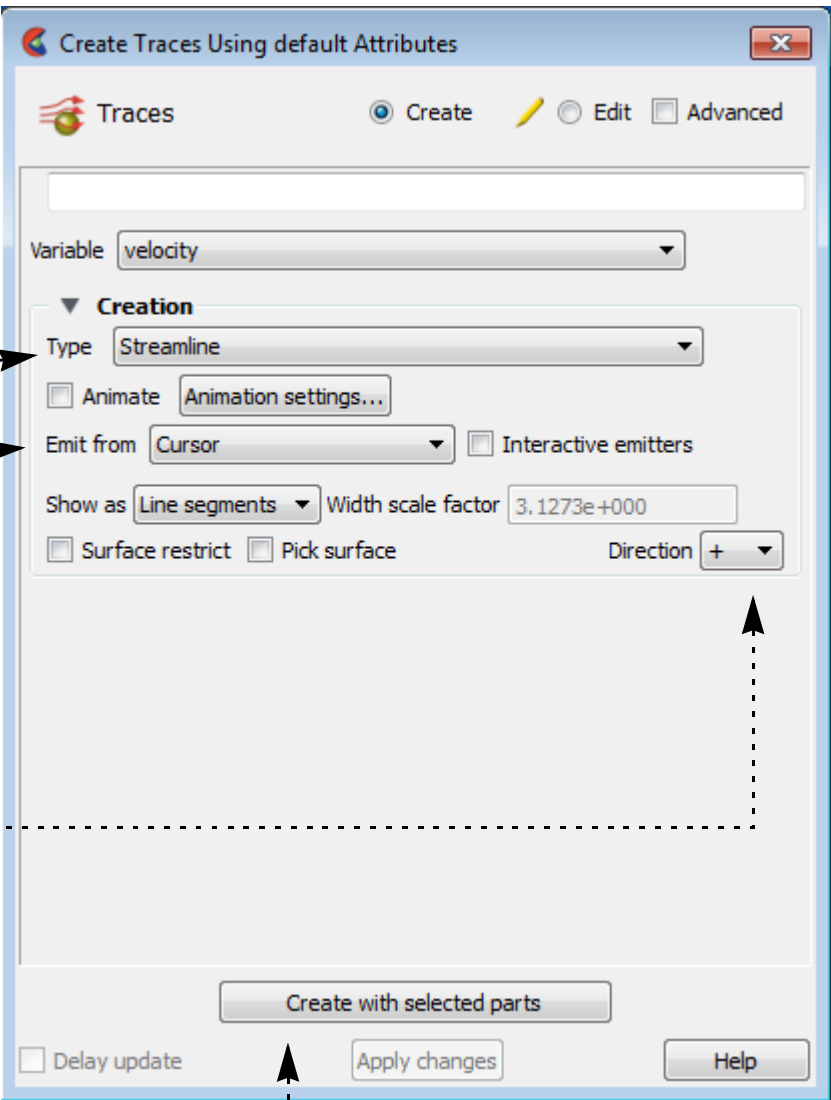 Create Traces Using default Attributes
Traces Create Edit Advanced
Variable velocity
Creation
Type Streamline
Animate Animation settings...
Emit from Cursor Interactive emitters
Show as Line segments Width scale factor 3.1273e+000
Surface restrict Pick surface Direction +
Create with selected parts
Delay update Apply changes Help